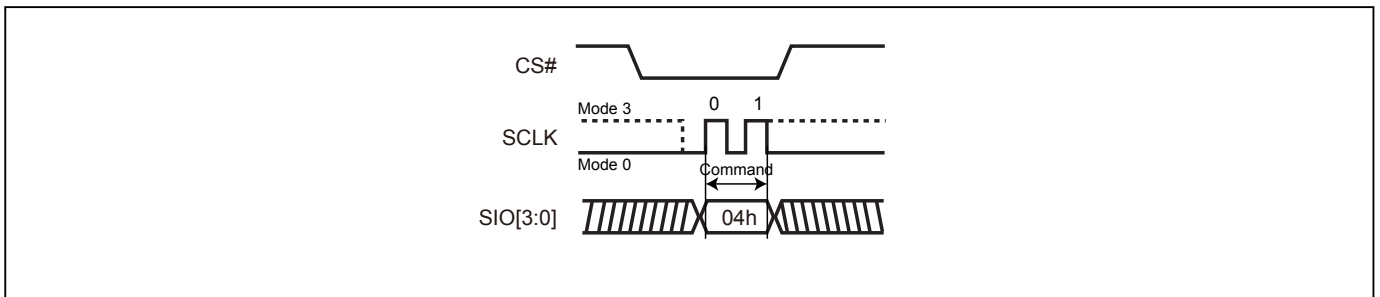 CS#
Mode 3
0 1
SCLK
Mode 0
Command
SIO[3:0]
04h